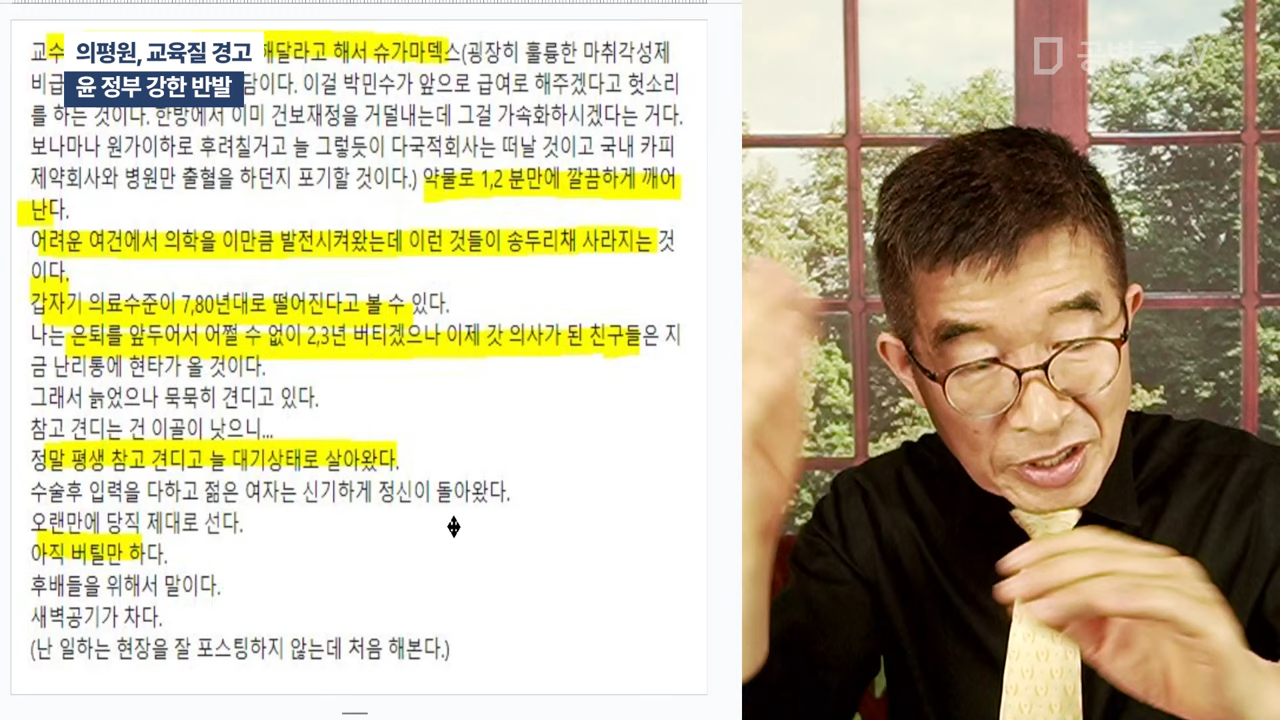 의평원, 교육질 경고
윤 정부 강한 반발
교수 해달라고 해서 슈가마덱스(굉장히 훌륭한 마취각성제
비급 담이다. 이걸 박민수가 앞으로 급여로 해주겠다고 헛소리
를 하는 것이다. 한방에서 이미 건보재정을 거덜내는데 그걸 가속화하시겠다는 거다.
보나마나 원가이하로 후려칠거고 늘 그렇듯이 다국적회사는 떠날 것이고 국내 카피
제약회사와 병원만 출혈을 하던지 포기할 것이다.) 약물로 1,2 분만에 깔끔하게 깨어
난다.
어려운 여건에서 의학을 이만큼 발전시켜왔는데 이런 것들이 송두리채 사라지는 것
이다.
갑자기 의료수준이 7,80년대로 떨어진다고 볼 수 있다.
나는 은퇴를 앞두어서 어쩔 수 없이 2,3년 버티겠으나 이제 갓 의사가 된 친구들은 지
금 난리통에 현타가 올 것이다.
그래서 늙었으나 묵묵히 견디고 있다.
참고 견디는 건 이골이 낫으니...
정말 평생 참고 견디고 늘 대기상태로 살아왔다.
수술후 입력을 다하고 젊은 여자는 신기하게 정신이 돌아왔다.
오랜만에 당직 제대로 선다.
아직 버틸만 하다.
후배들을 위해서 말이다.
새벽공기가 차다.
(난 일하는 현장을 잘 포스팅하지 않는데 처음 해본다.)
공병호TV